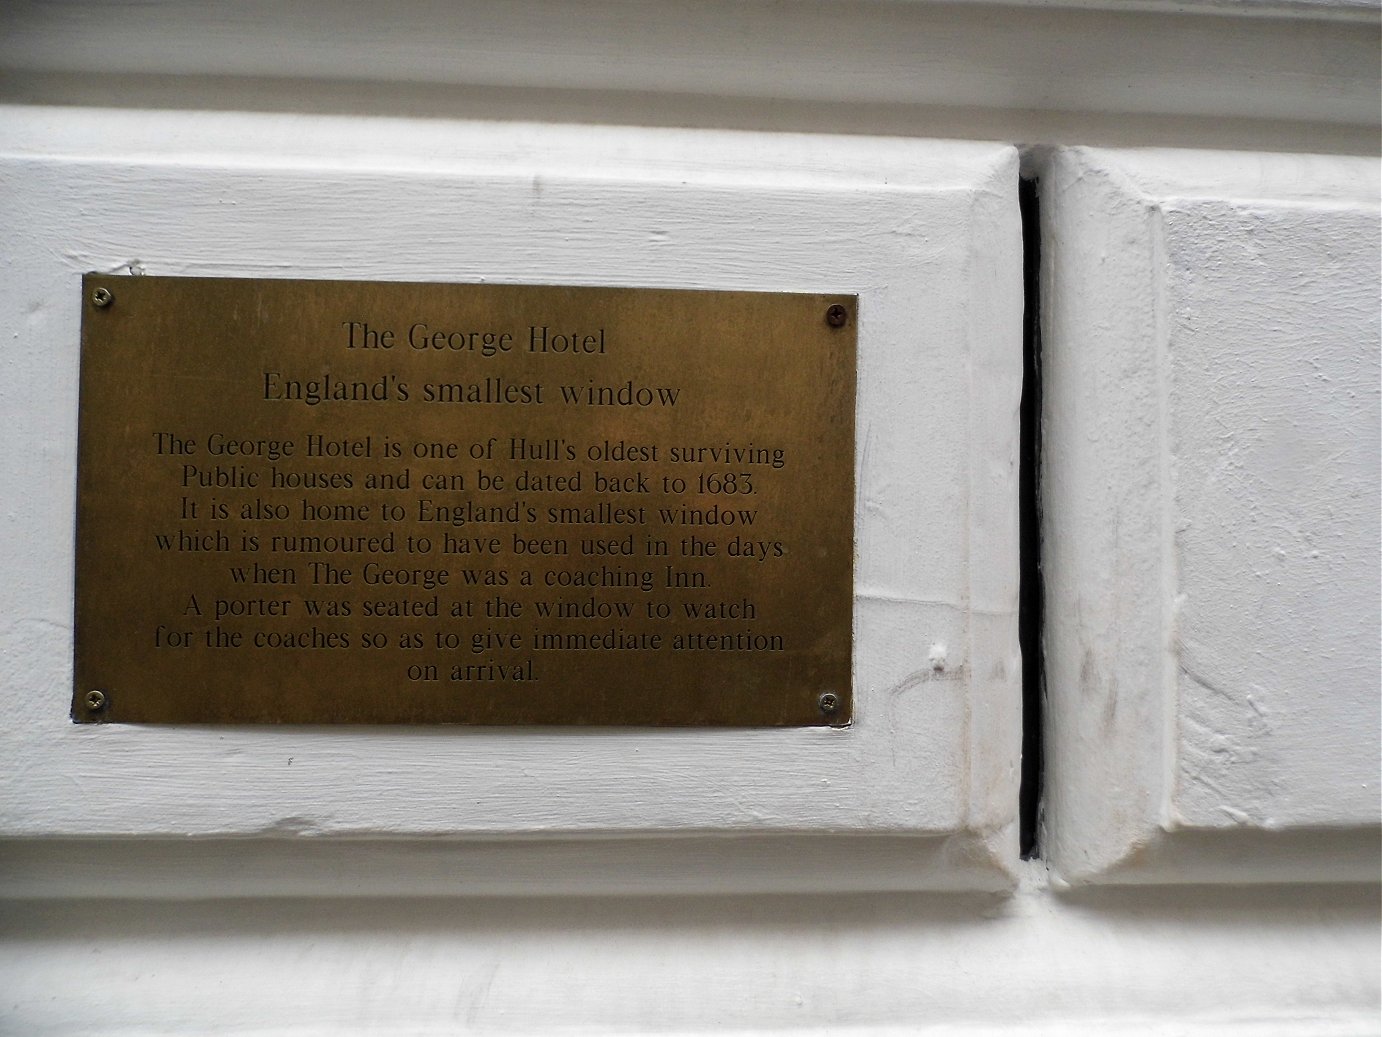 The George Hotel
England's smallest window
The George Hotel is one of Hull's oldest surviving
Public houses and can be dated back to 1683.
It is also home to England's smallest window
which is rumoured to have been used in the days
when The George was a coaching Inn.
A porter was seated at the window to watch
for the coaches so as to give immediate attention
on arrival.